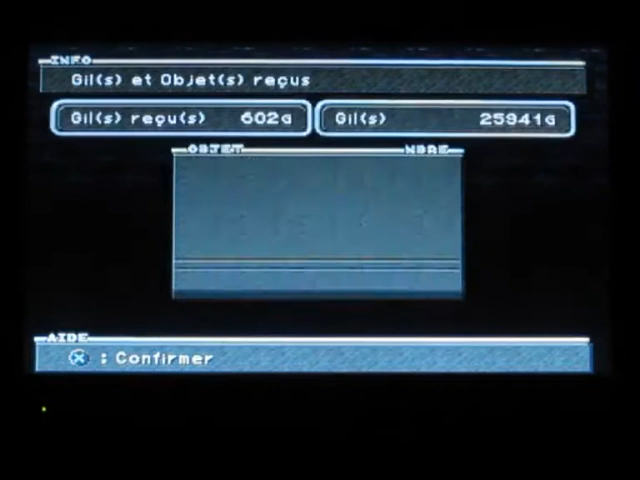 INFO
Gil(s) et Objet(s) reçus
Gil(s) reçu(s) 602G
Gil(s) 25941G
OBJET NBRE
AIDE
: Confirmer